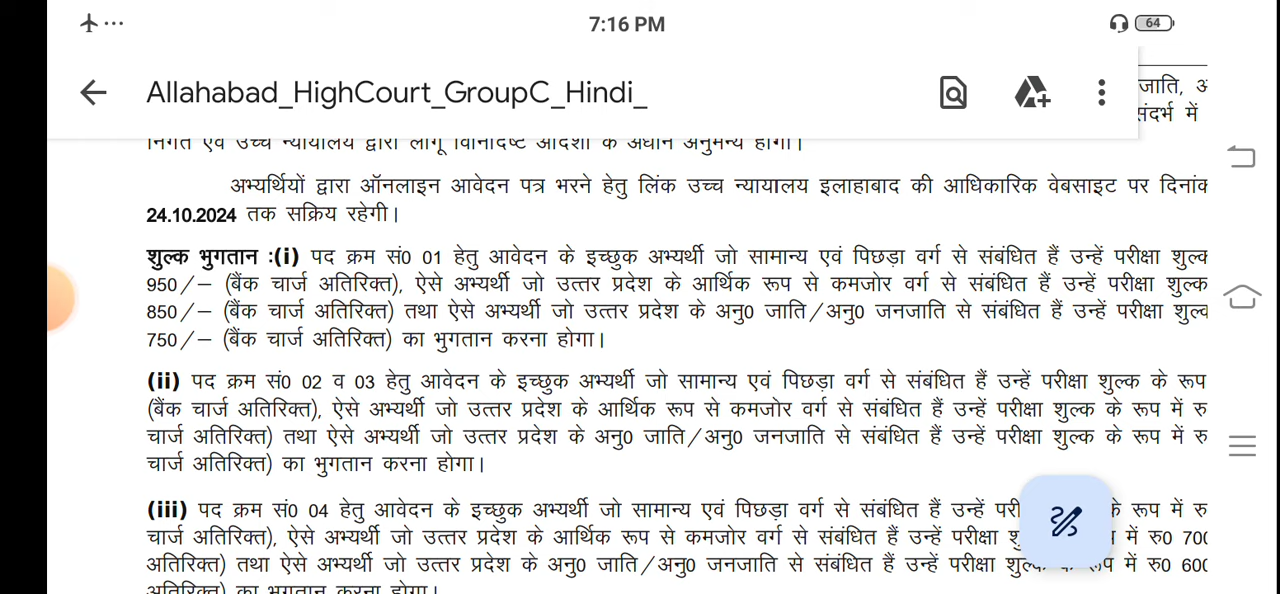 7:16 PM
64
Allahabad_HighCourt_GroupC_Hindi_
जाति,
संदर्भ में
निर्गत एवं उच्च न्यायालय द्वारा लागू विनिर्दिष्ट आदेशों के अधीन अनुमन्य होगा।
अभ्यर्थियों द्वारा ऑनलाइन आवेदन पत्र भरने हेतु लिंक उच्च न्यायालय इलाहाबाद की आधिकारिक वेबसाइट पर दिनांक
24.10.2024 तक सक्रिय रहेगी।
शुल्क भुगतान :(i) पद क्रम सं0 01 हेतु आवेदन के इच्छुक अभ्यर्थी जो सामान्य एवं पिछड़ा वर्ग से संबंधित हैं उन्हें परीक्षा शुल्क
950/– (बैंक चार्ज अतिरिक्त), ऐसे अभ्यर्थी जो उत्तर प्रदेश के आर्थिक रूप से कमजोर वर्ग से संबंधित हैं उन्हें परीक्षा शुल्क
850/– (बैंक चार्ज अतिरिक्त) तथा ऐसे अभ्यर्थी जो उत्तर प्रदेश के अनु0 जाति/अनु0 जनजाति से संबंधित हैं उन्हें परीक्षा शुल्क
750/– (बैंक चार्ज अतिरिक्त) का भुगतान करना होगा।
(ii) पद क्रम सं0 02 व 03 हेतु आवेदन के इच्छुक अभ्यर्थी जो सामान्य एवं पिछड़ा वर्ग से संबंधित हैं उन्हें परीक्षा शुल्क के रूप
(बैंक चार्ज अतिरिक्त), ऐसे अभ्यर्थी जो उत्तर प्रदेश के आर्थिक रूप से कमजोर वर्ग से संबंधित हैं उन्हें परीक्षा शुल्क के रूप में रु
चार्ज अतिरिक्त) तथा ऐसे अभ्यर्थी जो उत्तर प्रदेश के अनु0 जाति/अनु0 जनजाति से संबंधित हैं उन्हें परीक्षा शुल्क के रूप में रु
चार्ज अतिरिक्त) का भुगतान करना होगा।
(iii) पद क्रम सं0 04 हेतु आवेदन के इच्छुक अभ्यर्थी जो सामान्य एवं पिछड़ा वर्ग से संबंधित हैं उन्हें परी के रूप में रु
चार्ज अतिरिक्त), ऐसे अभ्यर्थी जो उत्तर प्रदेश के आर्थिक रूप से कमजोर वर्ग से संबंधित हैं उन्हें परीक्षा में रु0 700
अतिरिक्त) तथा ऐसे अभ्यर्थी जो उत्तर प्रदेश के अनु0 जाति/अनु0 जनजाति से संबंधित हैं उन्हें परीक्षा शुल्क के रूप में रु0 600
अतिरिक्त) का भुगतान करना होगा।